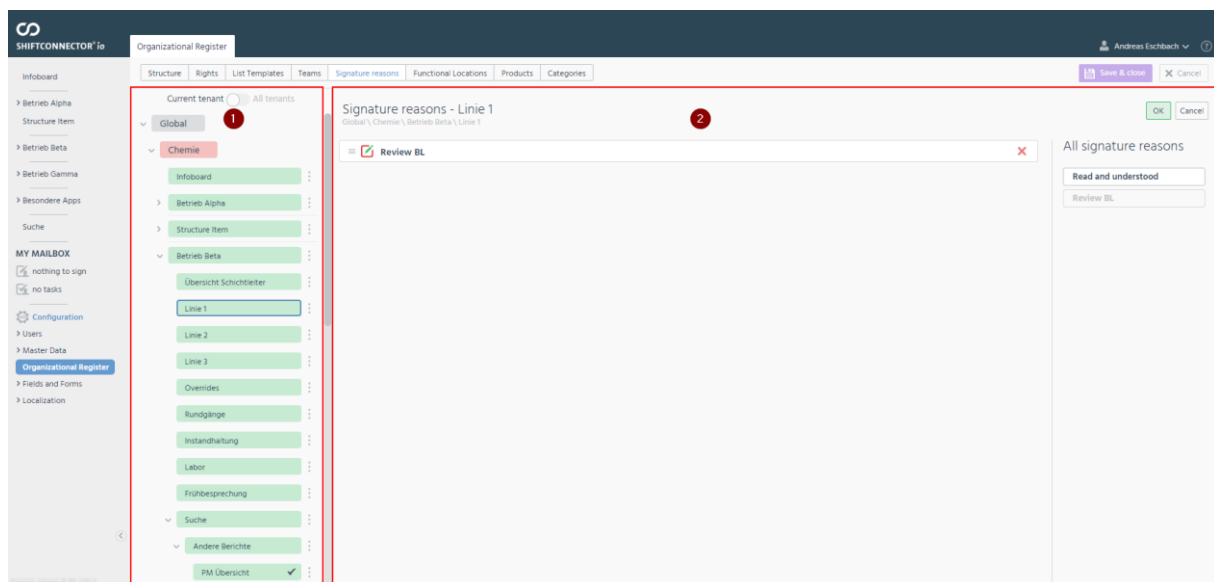 SHIFTCONNECTOR® io
Organizational Register
Andreas Eschbach
?
Infoboard
Betrieb Alpha
Structure Item
Betrieb Beta
Betrieb Gamma
Besondere Apps
Suche
MY MAILBOX
nothing to sign
no tasks
Configuration
Users
Master Data
Organizational Register
Fields and Forms
Localization
Structure Rights List Templates Teams Signature reasons Functional Locations Products Categories
Save & close Cancel
Current tenant All tenants
1
Global
Chemie
Infoboard
Betrieb Alpha
Structure Item
Betrieb Beta
Übersicht Schichtleiter
Linie 1
Linie 2
Linie 3
Overrides
Rundgänge
Instandhaltung
Labor
Frühbesprechung
Suche
Andere Berichte
PM Übersicht
Signature reasons - Linie 1
Global \ Chemie \ Betrieb Beta \ Linie 1
2
OK Cancel
Review BL
All signature reasons
Read and understood
Review BL